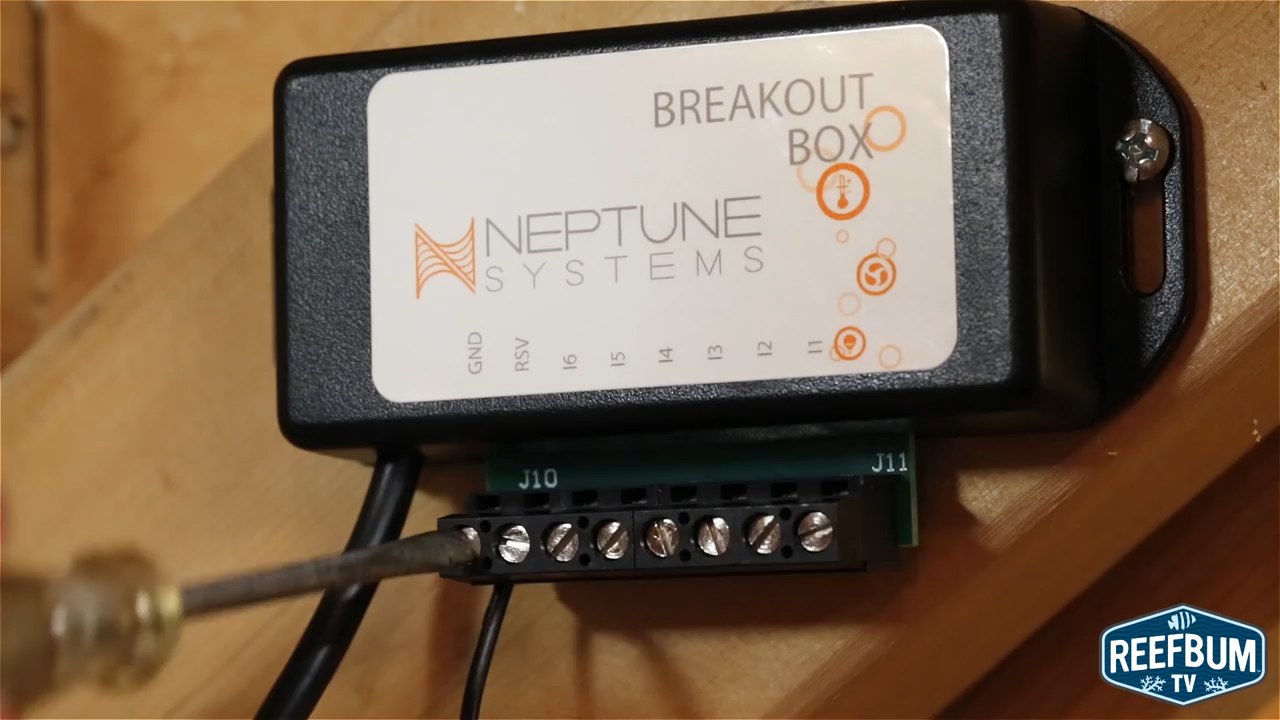 BREAKOUT
BOX
NEPTUNE
SYSTEMS
GND
RSV
I6
I5
I4
I3
I2
I1
J10
J11
REEFBUM
TV